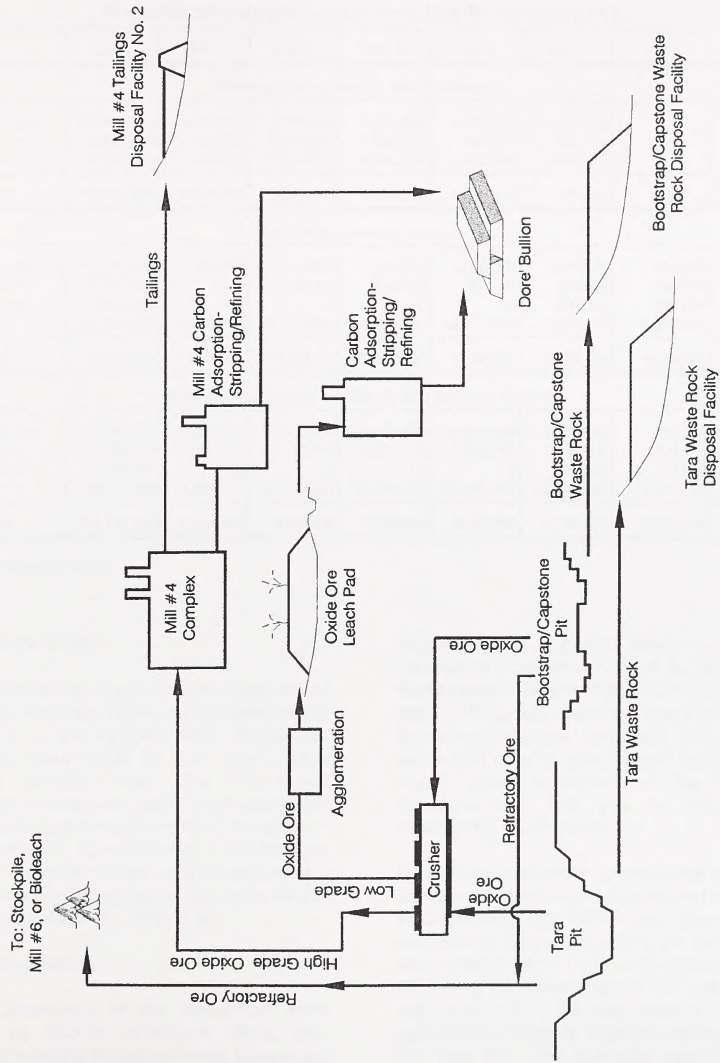 To: Stockpile,
Mill #6, or Bioleach
Refractory Ore
High Grade Oxide Ore
Mill #4
Complex
Tailings
Mill #4 Tailings
Disposal Facility No. 2
Mill #4 Carbon
Adsorption-
Stripping/Refining
Oxide Ore
Low Grade
Agglomeration
Oxide Ore
Leach Pad
Carbon
Adsorption-
Stripping/
Refining
Dore' Bullion
Crusher
Oxide
Ore
Oxide Ore
Refractory Ore
Tara
Pit
Bootstrap/Capstone
Pit
Bootstrap/Capstone
Waste Rock
Bootstrap/Capstone Waste
Rock Disposal Facility
Tara Waste Rock
Tara Waste Rock
Disposal Facility